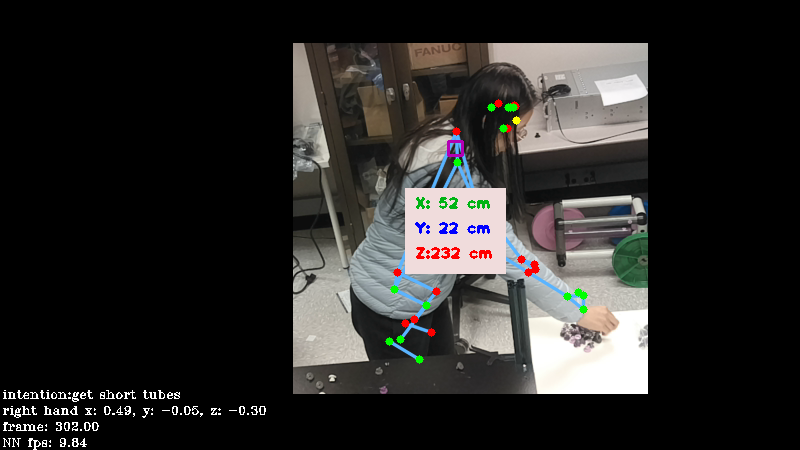 FANUC
X: 52 cm
Y: 22 cm
Z:232 cm
intention:get short tubes
right hand x: 0.49, y: -0.05, z: -0.30
frame: 302.00
NN fps: 9.84